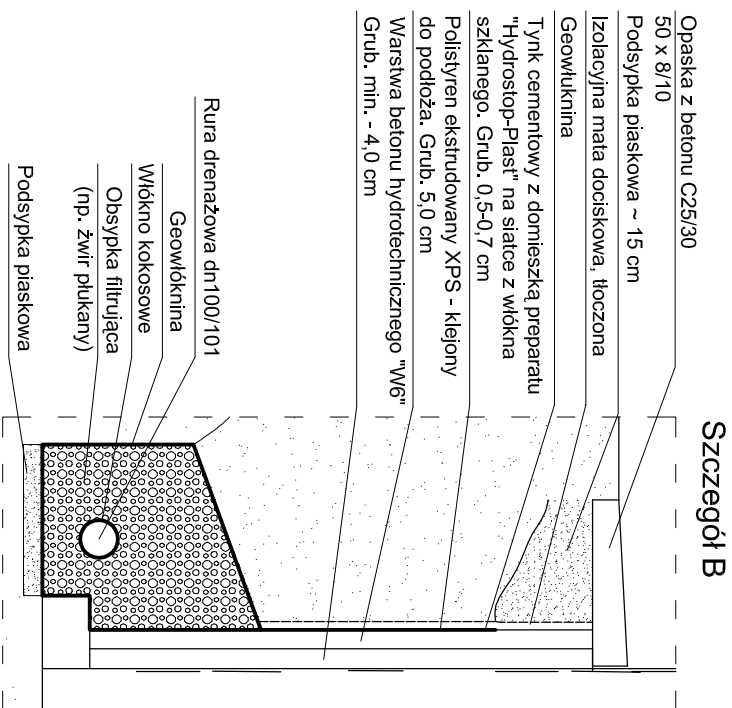 Szczegół B
Opaska z betonu C25/30
50 x 8/10
Podsypka piaskowa ~ 15 cm
Izolacyjna mata dociskowa, tłoczona
Geowłuknina
Tynk cementowy z domieszką preparatu
"Hydrostop-Plast" na siatce z włókna
szklanego. Grub. 0,5-0,7 cm
Polistyren ekstrudowany XPS - klejony
do podłoża. Grub. 5,0 cm
Warstwa betonu hydrotechnicznego "W6"
Grub. min. - 4,0 cm
Rura drenażowa dn100/101
Geowłóknina
Włókno kokosowe
Obsypka filtrująca
(np. żwir płukany)
Podsypka piaskowa